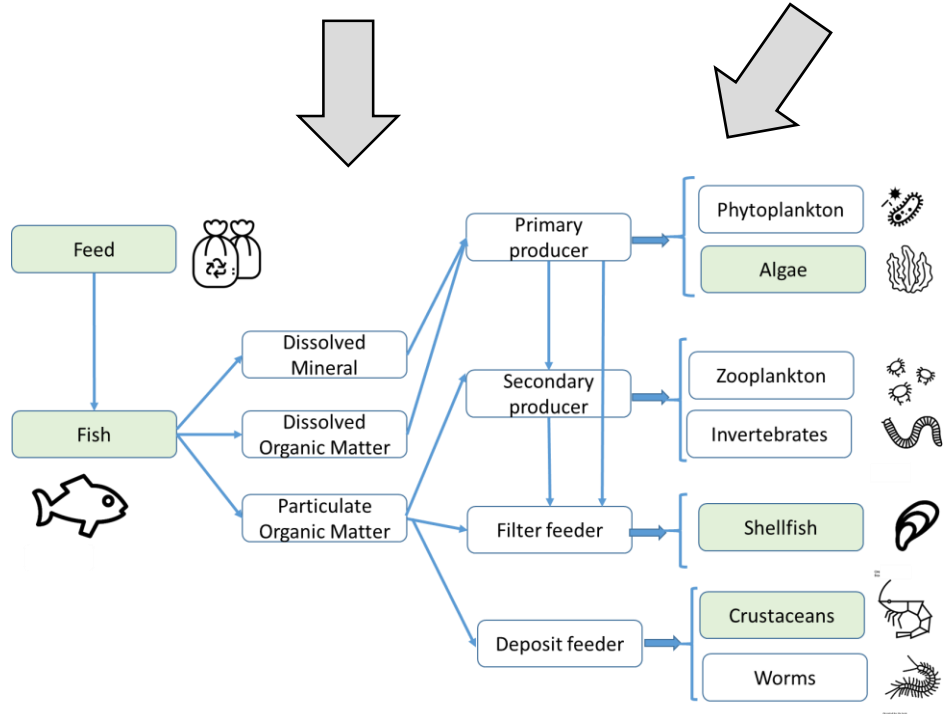 Feed
Fish
Dissolved
Mineral
Dissolved
Organic Matter
Particulate
Organic Matter
Primary
producer
Secondary
producer
Filter feeder
Deposit feeder
Phytoplankton
Algae
Zooplankton
Invertebrates
Shellfish
Crustaceans
Worms